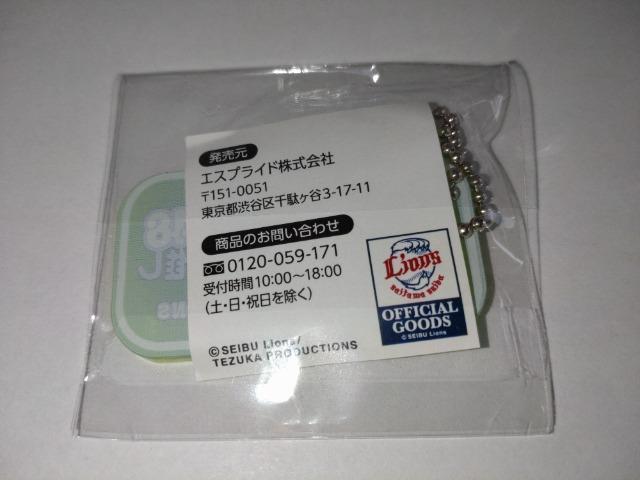 発売元
エスプライド株式会社
〒151-0051
東京都渋谷区千駄ヶ谷3-17-11
商品のお問い合わせ
0120-059-171
受付時間10:00〜18:00
(土・日・祝日を除く)
©SEIBU Lions/
TEZUKA PRODUCTIONS
Lions
saitama seibu
OFFICIAL
GOODS
© SEIBU Lions